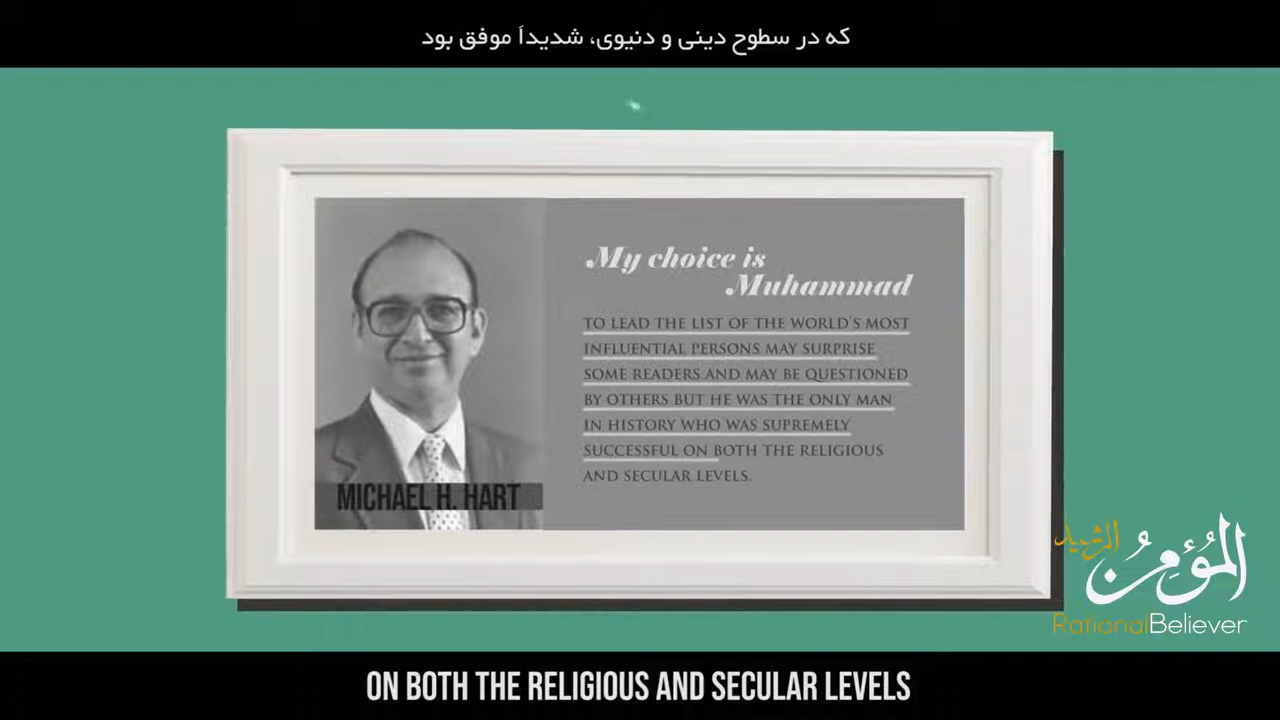 که در سطوح دینی و دنیوی، شدیداً موفق بود
My choice is
Muhammad
TO LEAD THE LIST OF THE WORLD'S MOST
INFLUENTIAL PERSONS MAY SURPRISE
SOME READERS AND MAY BE QUESTIONED
BY OTHERS BUT HE WAS THE ONLY MAN
IN HISTORY WHO WAS SUPREMELY
SUCCESSFUL ON BOTH THE RELIGIOUS
AND SECULAR LEVELS.
MICHAEL H. HART
المؤمن الرشيد
RationalBeliever
ON BOTH THE RELIGIOUS AND SECULAR LEVELS